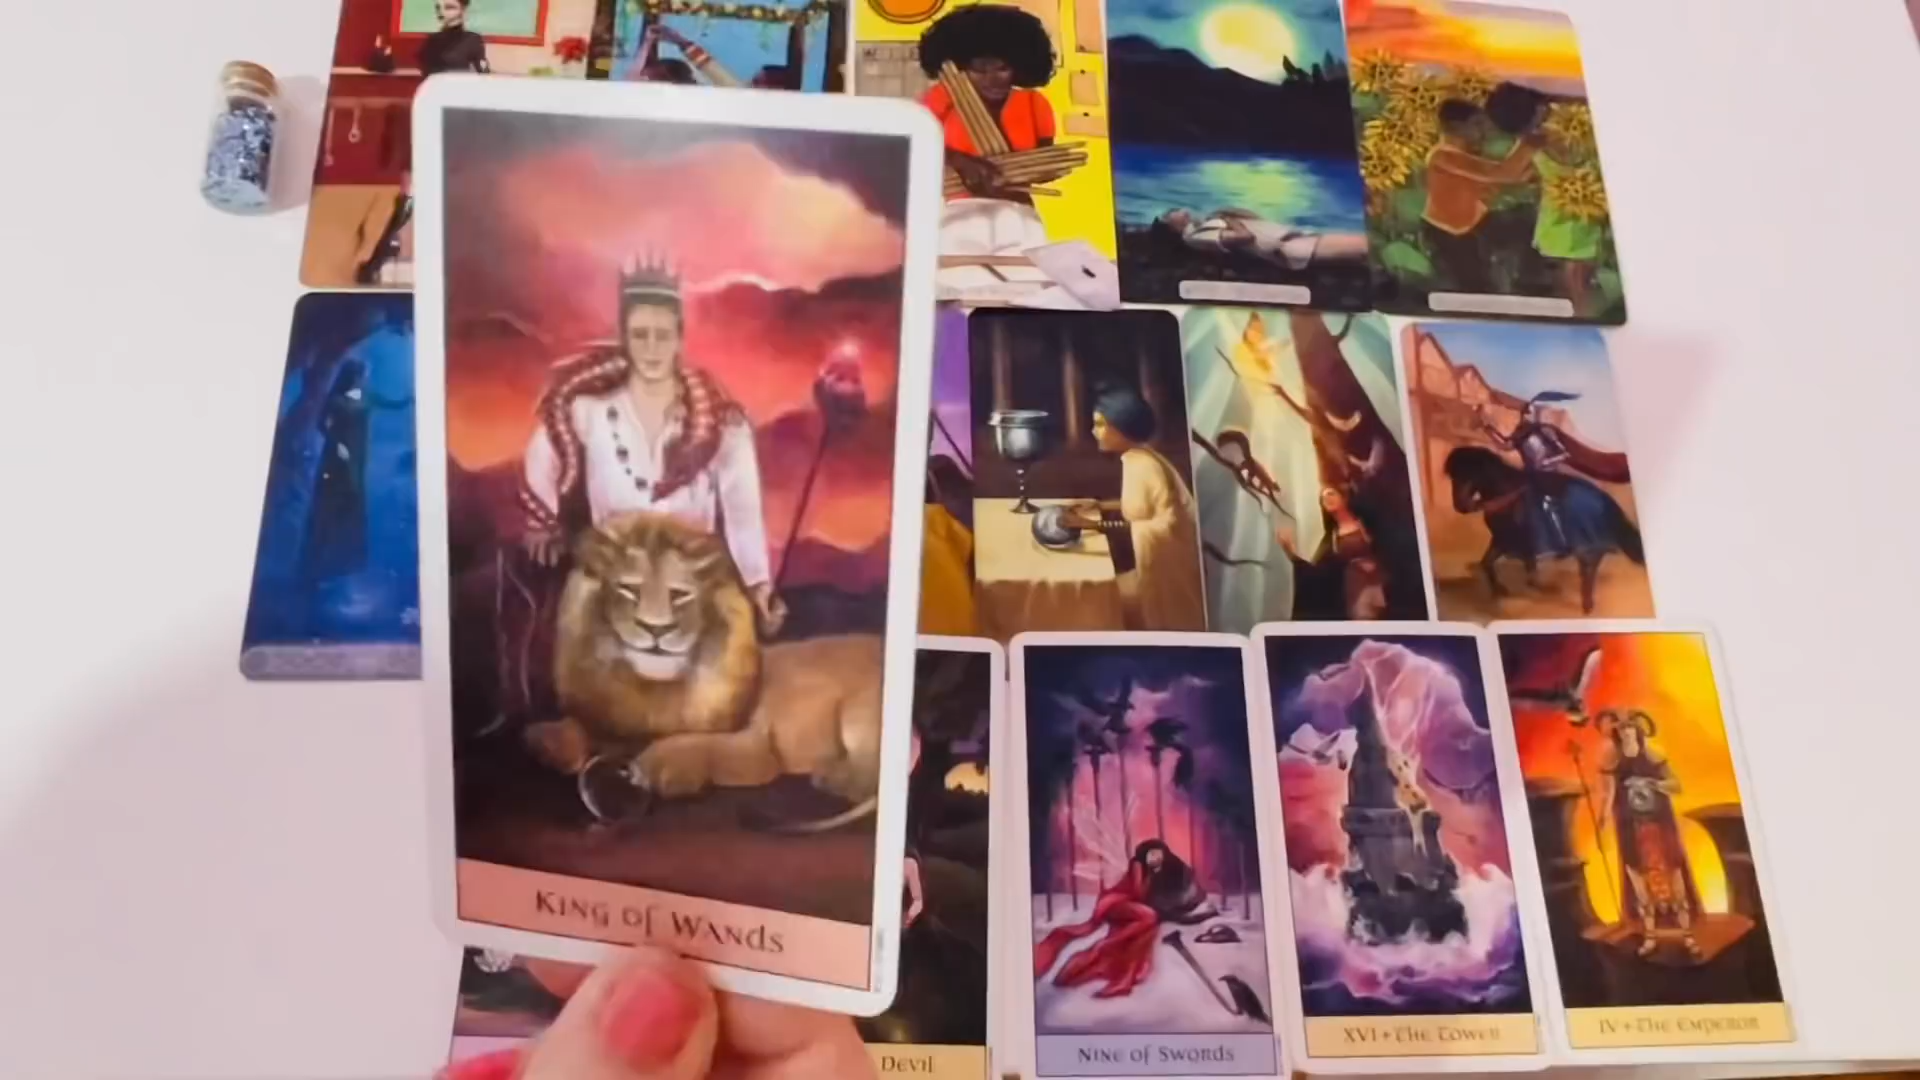 King of Wands
Devil
Nine of Swords
XVI + The Tower
IV + The Emperor